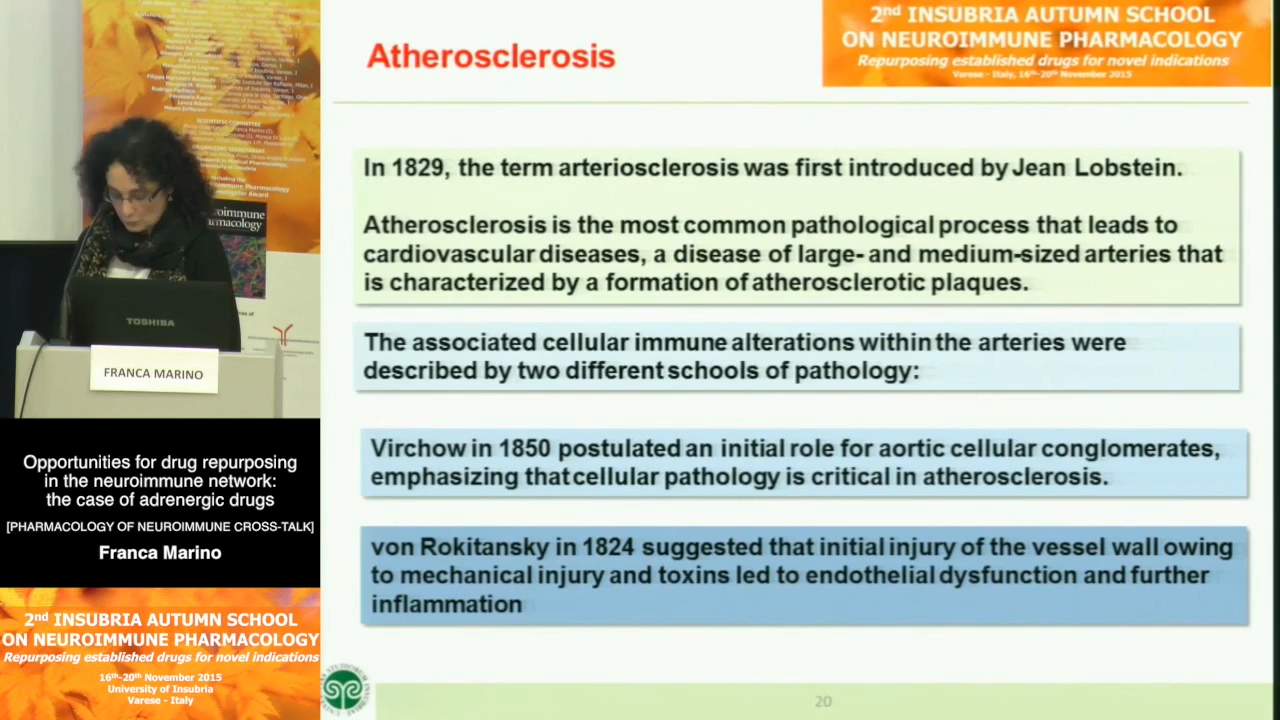 Atherosclerosis
2nd INSUBRIA AUTUMN SCHOOL
ON NEUROIMMUNE PHARMACOLOGY
Repurposing established drugs for novel indications
Varese - Italy, 16th-20th November 2015
In 1829, the term arteriosclerosis was first introduced by Jean Lobstein.
Atherosclerosis is the most common pathological process that leads to
cardiovascular diseases, a disease of large- and medium-sized arteries that
is characterized by a formation of atherosclerotic plaques.
The associated cellular immune alterations within the arteries were
described by two different schools of pathology:
Virchow in 1850 postulated an initial role for aortic cellular conglomerates,
emphasizing that cellular pathology is critical in atherosclerosis.
von Rokitansky in 1824 suggested that initial injury of the vessel wall owing
to mechanical injury and toxins led to endothelial dysfunction and further
inflammation
20
SCIENTIFIC COMMITTEE
TOSHIBA
FRANCA MARINO
Opportunities for drug repurposing
in the neuroimmune network:
the case of adrenergic drugs
[PHARMACOLOGY OF NEUROIMMUNE CROSS-TALK]
Franca Marino
2nd INSUBRIA AUTUMN SCHOOL
ON NEUROIMMUNE PHARMACOLOGY
Repurposing established drugs for novel indications
16th-20th November 2015
University of Insubria
Varese - Italy